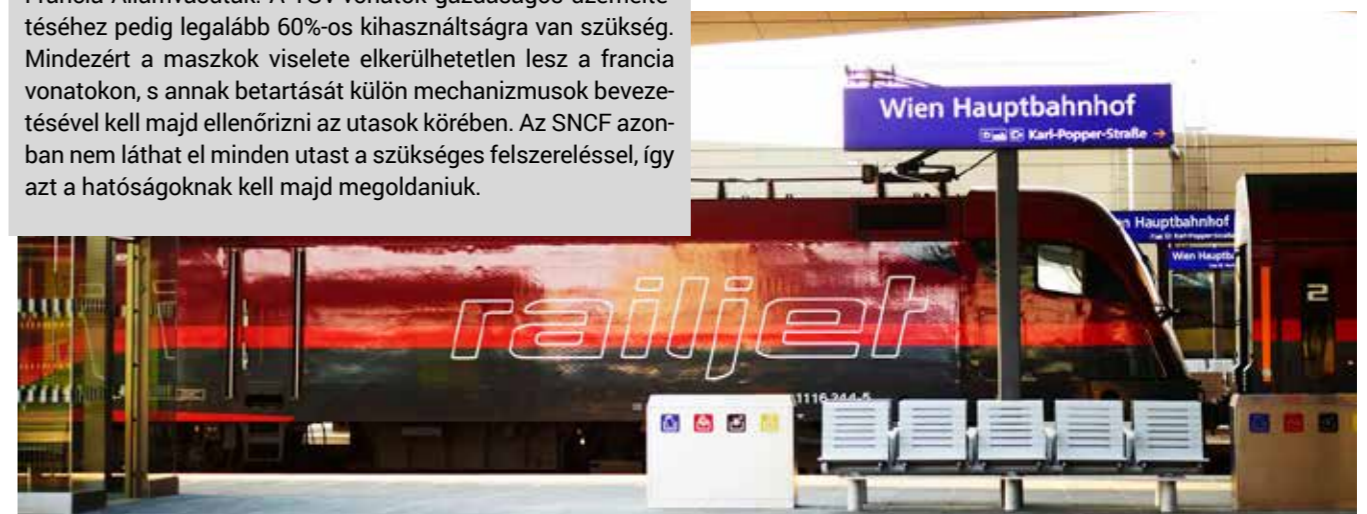 téséhez pedig legalább 60%-os kihasználtságra van szükség.
Mindezért a maszkok viselete elkerülhetetlen lesz a francia
vonatokon, s annak betartását külön mechanizmusok beveze-
tésével kell majd ellenőrizni az utasok körében. Az SNCF azon-
ban nem láthat el minden utast a szükséges felszereléssel, így
azt a hatóságoknak kell majd megoldaniuk.
Wien Hauptbahnhof
Karl-Popper-Straße →
Hauptbahnhof
Wien
railjet
2
1116 244-5